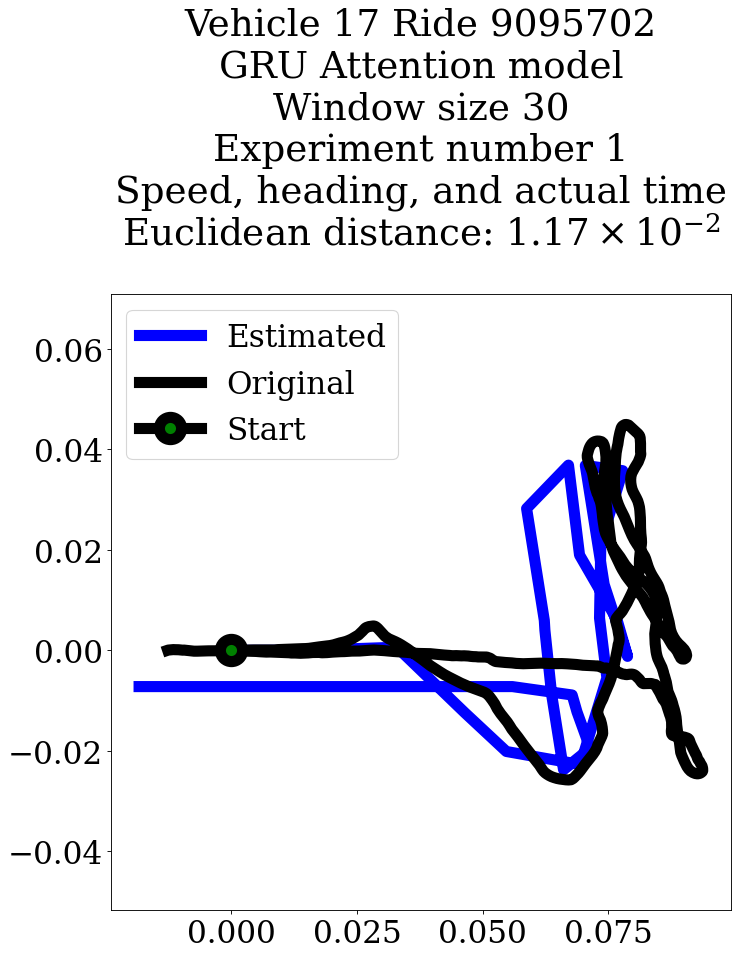 Vehicle 17 Ride 9095702
GRU Attention model
Window size 30
Experiment number 1
Speed, heading, and actual time
Euclidean distance: 1.17 × 10⁻²
Estimated
Original
Start
0.06
0.04
0.02
0.00
−0.02
−0.04
0.000 0.025 0.050 0.075